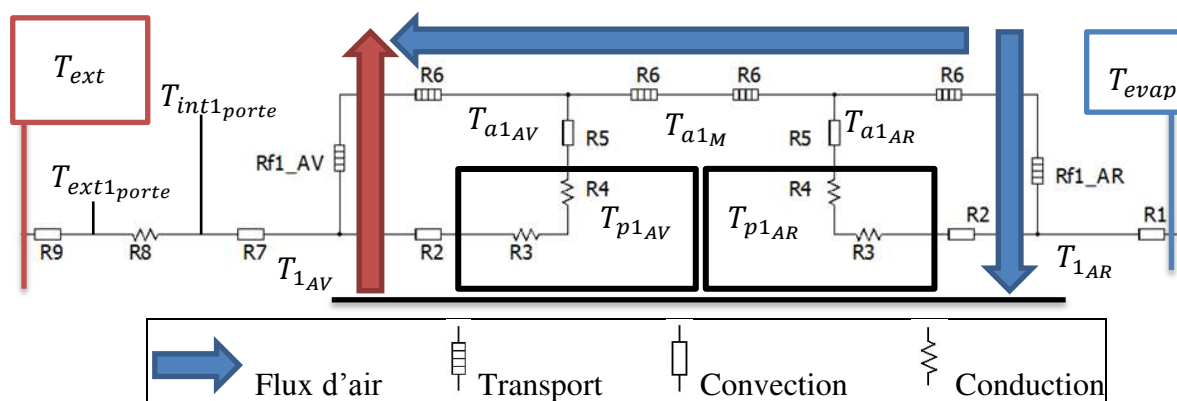 R6 R6 R6 R6
T_ext T_int1_porte T_a1_AV T_a1_M T_a1_AR T_evap
R5 R5
Rf1_AV Rf1_AR
T_ext1_porte R4 R4
T_p1_AV T_p1_AR
R9 R8 R7 R2 R3 R3 R2 R1
T_1_AV T_1_AR
Flux d'air Transport Convection Conduction